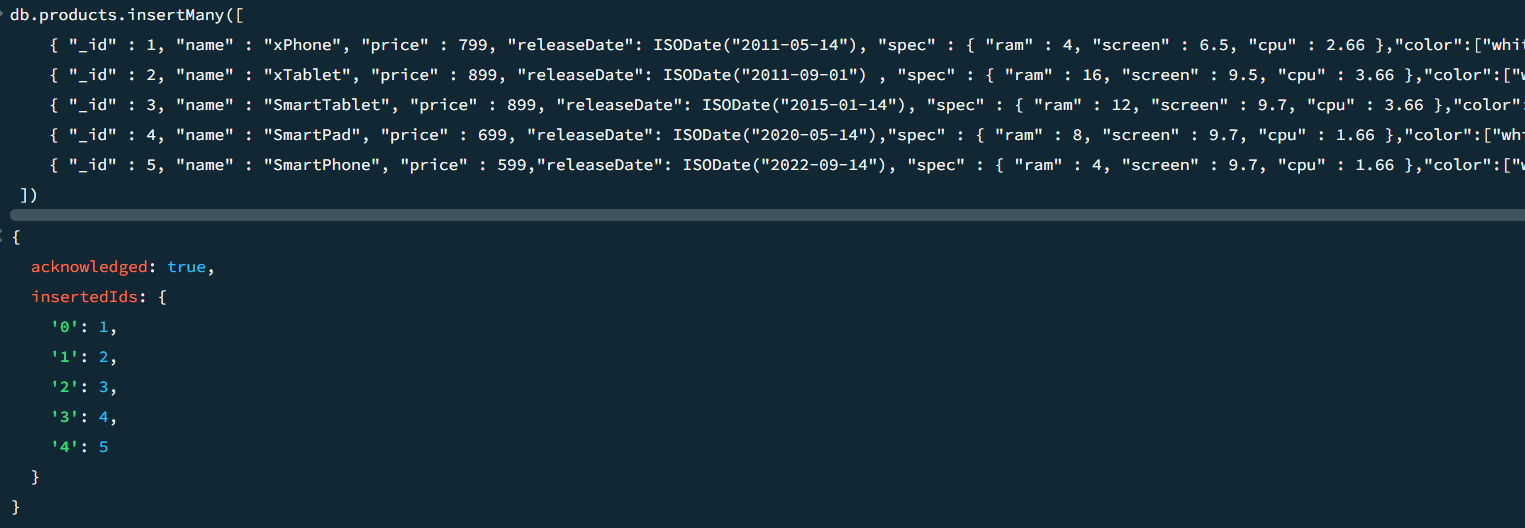 db.products.insertMany([
{ "_id" : 1, "name" : "xPhone", "price" : 799, "releaseDate": ISODate("2011-05-14"), "spec" : { "ram" : 4, "screen" : 6.5, "cpu" : 2.66 },"color":["whit
{ "_id" : 2, "name" : "xTablet", "price" : 899, "releaseDate": ISODate("2011-09-01") , "spec" : { "ram" : 16, "screen" : 9.5, "cpu" : 3.66 },"color":["w
{ "_id" : 3, "name" : "SmartTablet", "price" : 899, "releaseDate": ISODate("2015-01-14"), "spec" : { "ram" : 12, "screen" : 9.7, "cpu" : 3.66 },"color":
{ "_id" : 4, "name" : "SmartPad", "price" : 699, "releaseDate": ISODate("2020-05-14"),"spec" : { "ram" : 8, "screen" : 9.7, "cpu" : 1.66 },"color":["whi
{ "_id" : 5, "name" : "SmartPhone", "price" : 599,"releaseDate": ISODate("2022-09-14"), "spec" : { "ram" : 4, "screen" : 9.7, "cpu" : 1.66 },"color":["w
])
{
acknowledged: true,
insertedIds: {
'0': 1,
'1': 2,
'2': 3,
'3': 4,
'4': 5
}
}